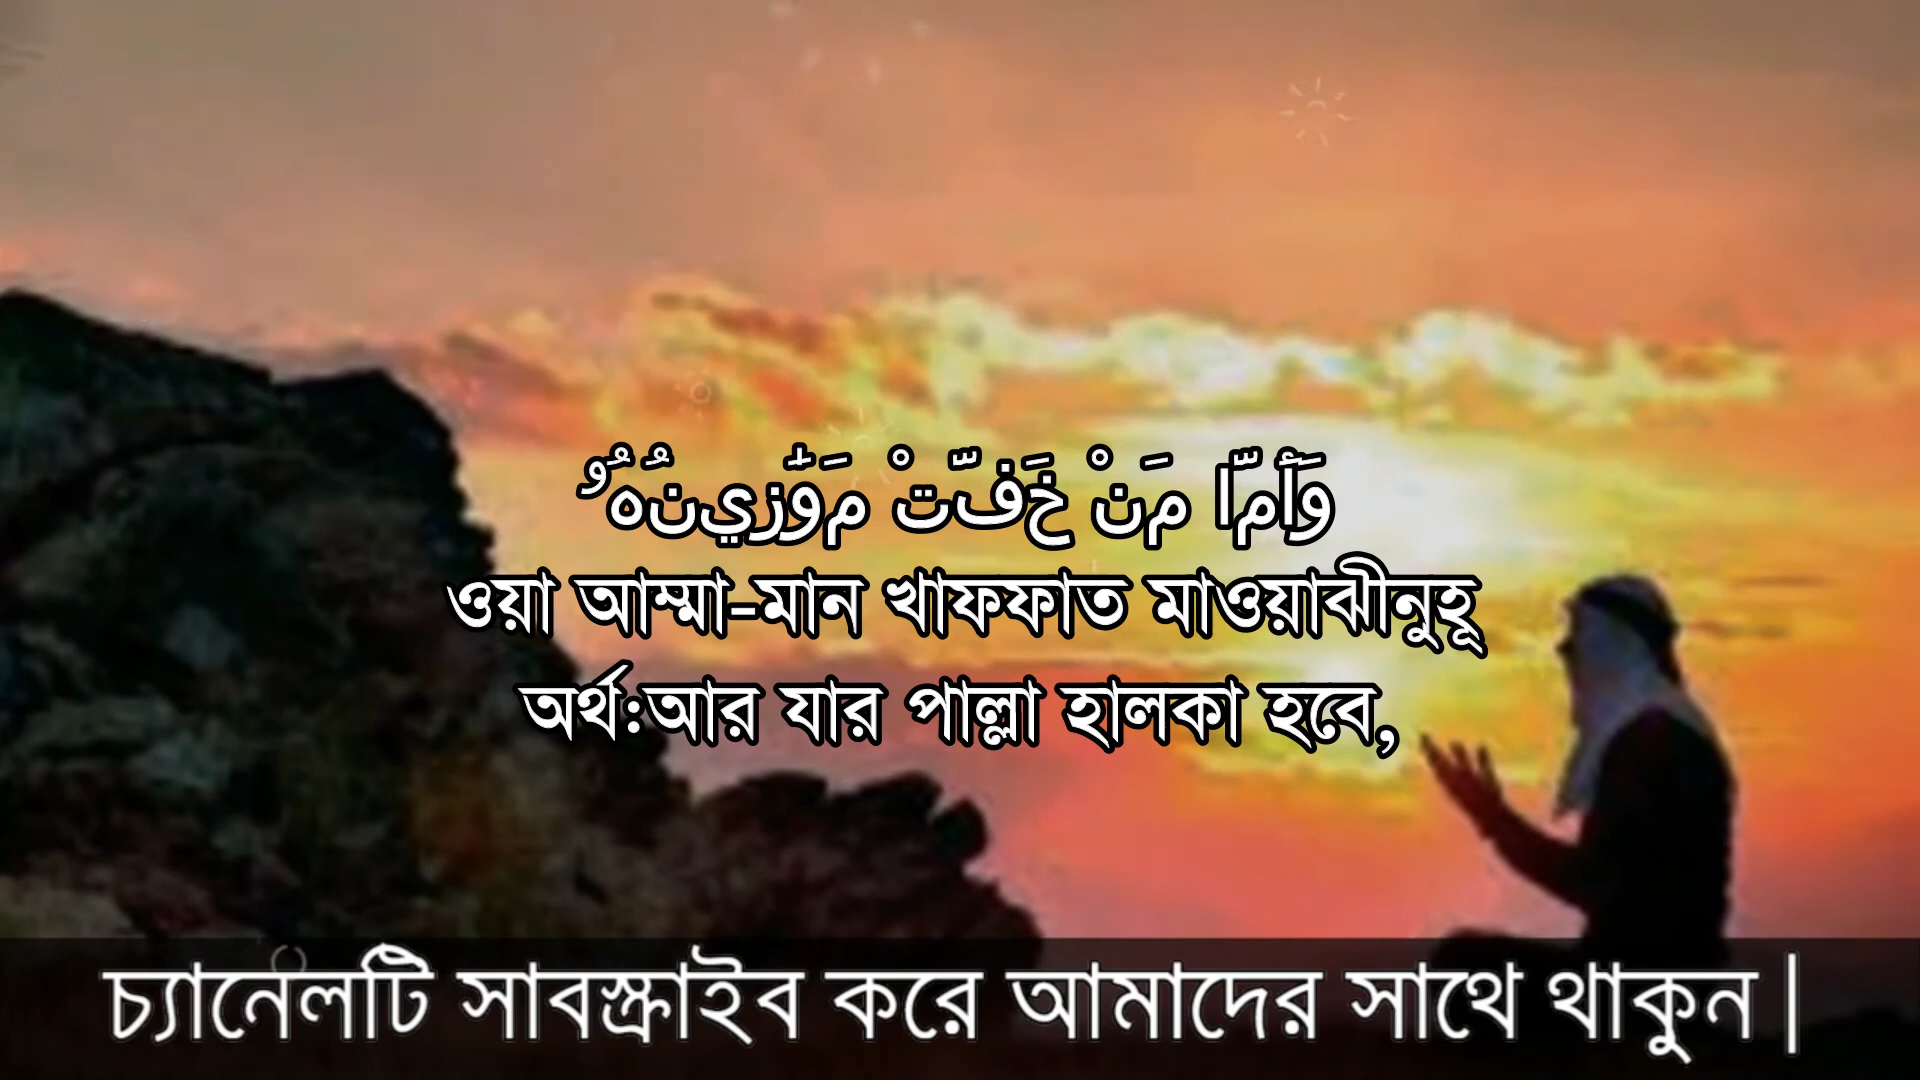 وَأَمَّا مَنْ خَفَّتْ مَوَٰزِينُهُۥ
ওয়া আম্মা-মান খাফফাত মাওয়াঝীনুহূ
অর্থ:আর যার পাল্লা হালকা হবে,
চ্যানেলটি সাবস্ক্রাইব করে আমাদের সাথে থাকুন |